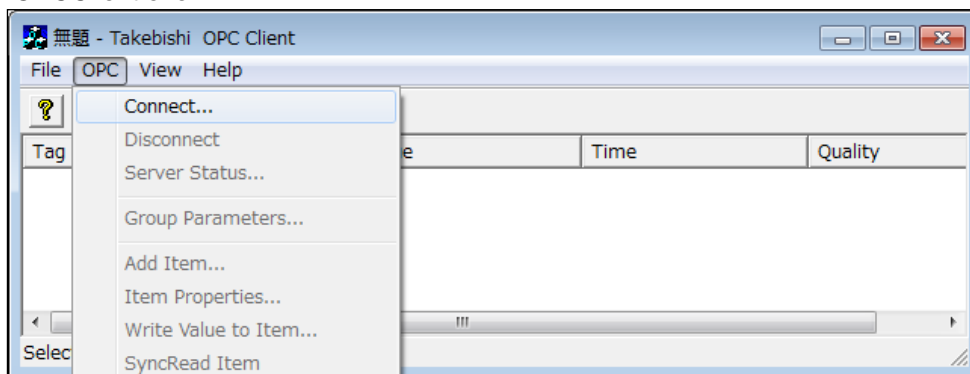 無題 - Takebishi OPC Client
File OPC View Help
Connect...
Tag e Time Quality
Disconnect
Server Status...
Group Parameters...
Add Item...
Item Properties...
Write Value to Item...
Selec
SyncRead Item